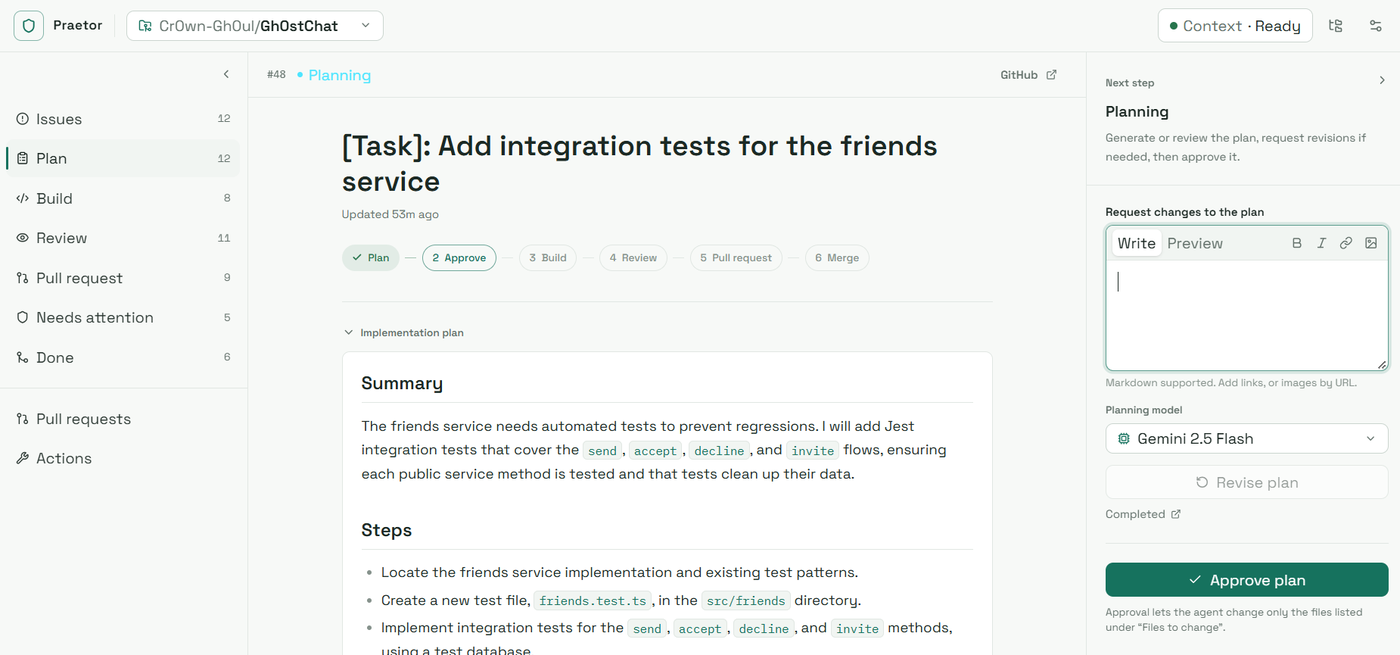 Praetor
Cr0wn-Gh0ul/Gh0stChat
Context · Ready
Issues 12
Plan 12
Build 8
Review 11
Pull request 9
Needs attention 5
Done 6
Pull requests
Actions
#48 Planning
GitHub
[Task]: Add integration tests for the friends
service
Updated 53m ago
Plan
2 Approve
3 Build
4 Review
5 Pull request
6 Merge
Implementation plan
Summary
The friends service needs automated tests to prevent regressions. I will add Jest
integration tests that cover the send, accept, decline, and invite flows, ensuring
each public service method is tested and that tests clean up their data.
Steps
Locate the friends service implementation and existing test patterns.
Create a new test file, friends.test.ts, in the src/friends directory.
Implement integration tests for the send, accept, decline, and invite methods,
using a test database.
Next step
Planning
Generate or review the plan, request revisions if
needed, then approve it.
Request changes to the plan
Write Preview B I
Markdown supported. Add links, or images by URL.
Planning model
Gemini 2.5 Flash
Revise plan
Completed
Approve plan
Approval lets the agent change only the files listed
under “Files to change”.